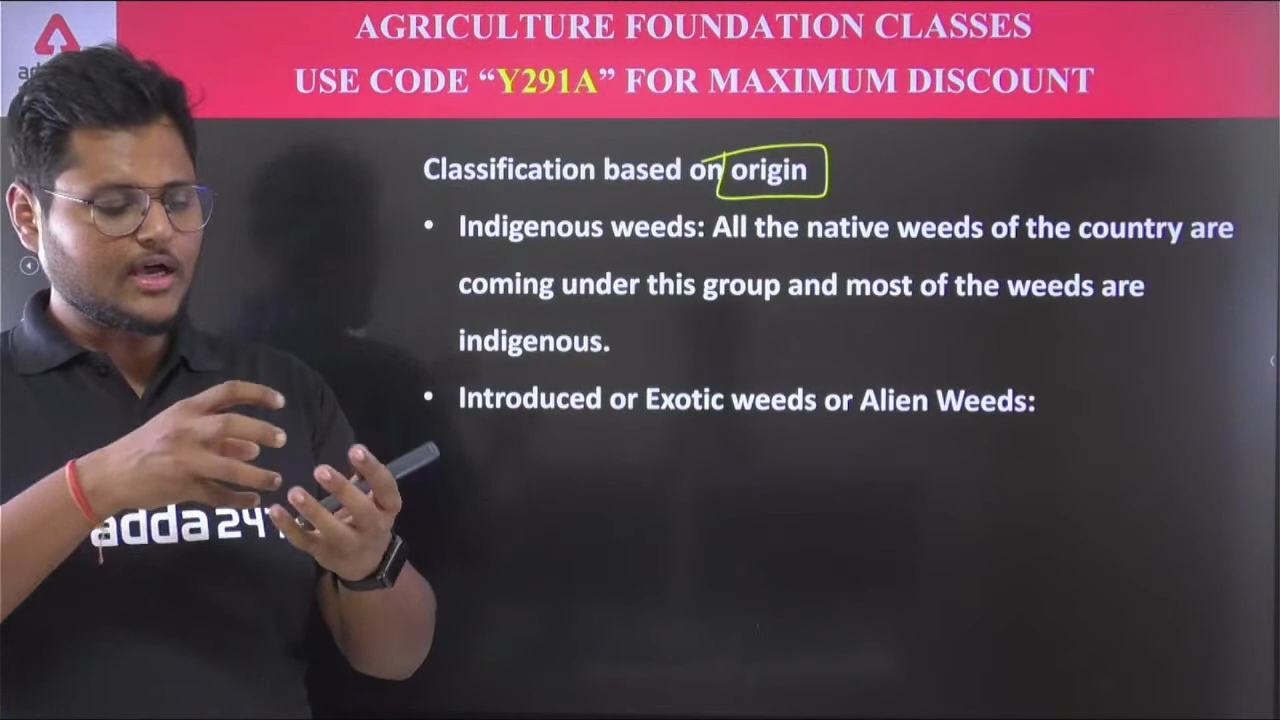 AGRICULTURE FOUNDATION CLASSES
USE CODE “Y291A” FOR MAXIMUM DISCOUNT
Classification based on origin
• Indigenous weeds: All the native weeds of the country are
coming under this group and most of the weeds are
indigenous.
• Introduced or Exotic weeds or Alien Weeds:
adda 24